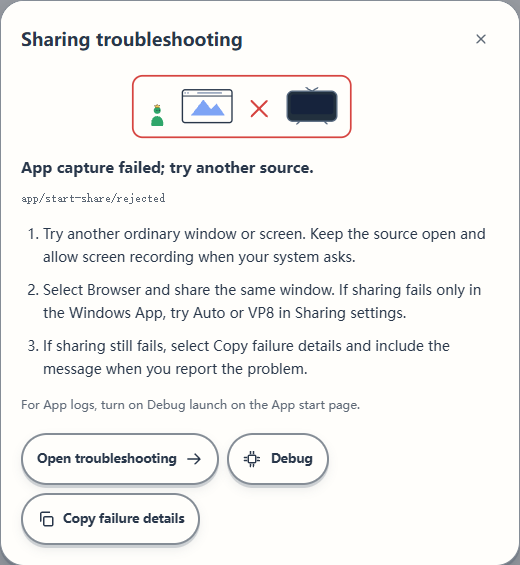 Sharing troubleshooting
App capture failed; try another source.
app/start-share/rejected
1. Try another ordinary window or screen. Keep the source open and
allow screen recording when your system asks.
2. Select Browser and share the same window. If sharing fails only in
the Windows App, try Auto or VP8 in Sharing settings.
3. If sharing still fails, select Copy failure details and include the
message when you report the problem.
For App logs, turn on Debug launch on the App start page.
Open troubleshooting
Debug
Copy failure details